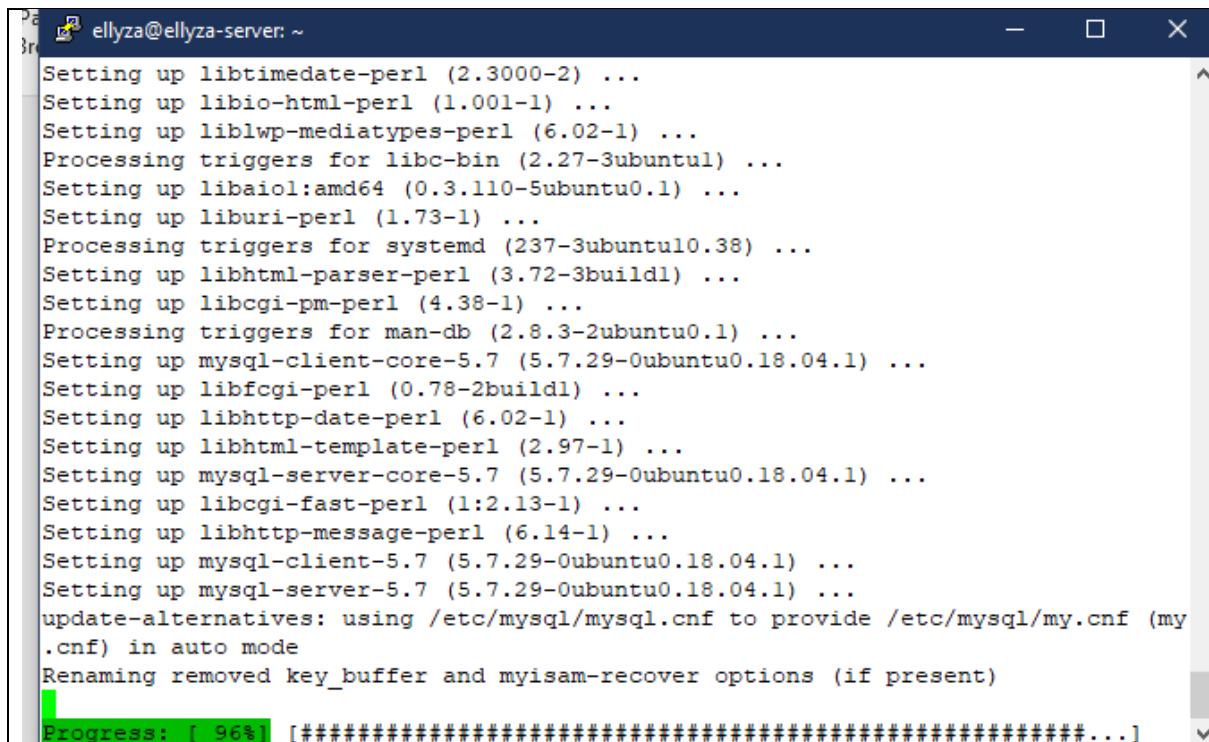 Pa
ellyza@ellyza-server: ~
Bre
Setting up libtimedate-perl (2.3000-2) ...
Setting up libio-html-perl (1.001-1) ...
Setting up liblwp-mediatypes-perl (6.02-1) ...
Processing triggers for libc-bin (2.27-3ubuntu1) ...
Setting up libaio1:amd64 (0.3.110-5ubuntu0.1) ...
Setting up liburi-perl (1.73-1) ...
Processing triggers for systemd (237-3ubuntu10.38) ...
Setting up libhtml-parser-perl (3.72-3build1) ...
Setting up libcgi-pm-perl (4.38-1) ...
Processing triggers for man-db (2.8.3-2ubuntu0.1) ...
Setting up mysql-client-core-5.7 (5.7.29-0ubuntu0.18.04.1) ...
Setting up libfcgi-perl (0.78-2build1) ...
Setting up libhttp-date-perl (6.02-1) ...
Setting up libhtml-template-perl (2.97-1) ...
Setting up mysql-server-core-5.7 (5.7.29-0ubuntu0.18.04.1) ...
Setting up libcgi-fast-perl (1:2.13-1) ...
Setting up libhttp-message-perl (6.14-1) ...
Setting up mysql-client-5.7 (5.7.29-0ubuntu0.18.04.1) ...
Setting up mysql-server-5.7 (5.7.29-0ubuntu0.18.04.1) ...
update-alternatives: using /etc/mysql/mysql.cnf to provide /etc/mysql/my.cnf (my
.cnf) in auto mode
Renaming removed key_buffer and myisam-recover options (if present)
Progress: [ 96%] [#######################################################...]